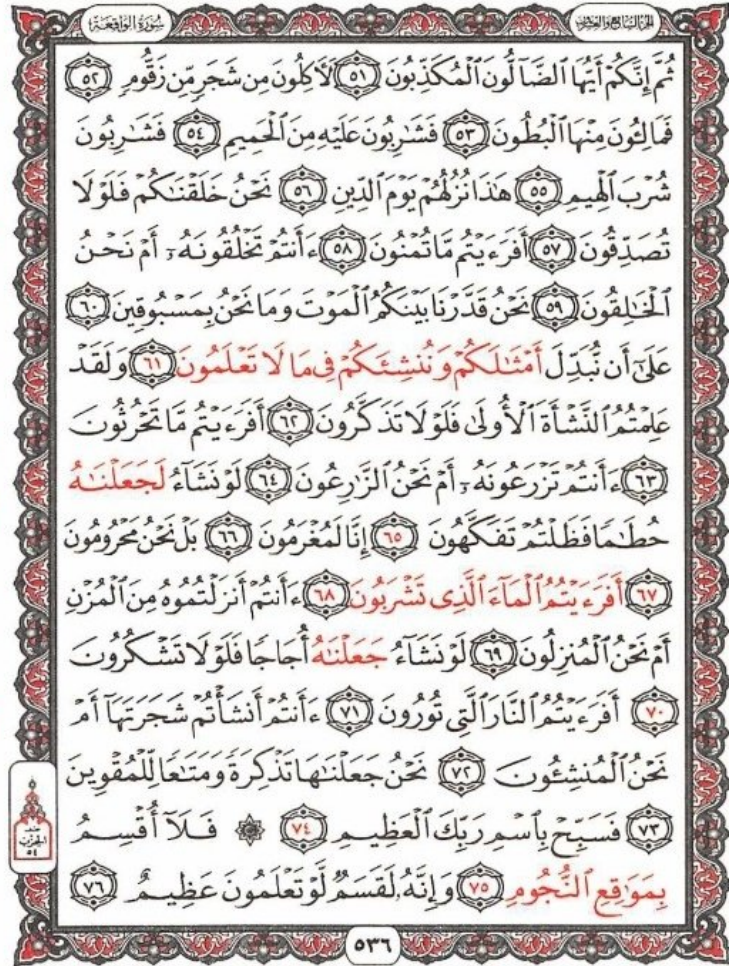 الجزء السابع والعشرون
سورة الواقعة
ثُمَّ إِنَّكُمْ أَيُّهَا ٱلضَّآلُّونَ ٱلْمُكَذِّبُونَ ٥١ لَأَكِلُونَ مِن شَجَرٍ مِّن زَقُّومٍ ٥٢
فَمَالِـُٔونَ مِنْهَا ٱلْبُطُونَ ٥٣ فَشَـٰرِبُونَ عَلَيْهِ مِنَ ٱلْحَمِيمِ ٥٤ فَشَـٰرِبُونَ
شُرْبَ ٱلْهِيمِ ٥٥ هَـٰذَا نُزُلُهُمْ يَوْمَ ٱلدِّينِ ٥٦ نَحْنُ خَلَقْنَـٰكُمْ فَلَوْلَا
تُصَدِّقُونَ ٥٧ أَفَرَءَيْتُم مَّا تُمْنُونَ ٥٨ ءَأَنتُمْ تَخْلُقُونَهُۥٓ أَمْ نَحْنُ
ٱلْخَـٰلِقُونَ ٥٩ نَحْنُ قَدَّرْنَا بَيْنَكُمُ ٱلْمَوْتَ وَمَا نَحْنُ بِمَسْبُوقِينَ ٦٠
عَلَىٰٓ أَن نُّبَدِّلَ أَمْثَـٰلَكُمْ وَنُنشِئَكُمْ فِى مَا لَا تَعْلَمُونَ ٦١ وَلَقَدْ
عَلِمْتُمُ ٱلنَّشْأَةَ ٱلْأُولَىٰ فَلَوْلَا تَذَكَّرُونَ ٦٢ أَفَرَءَيْتُم مَّا تَحْرُثُونَ
٦٣ ءَأَنتُمْ تَزْرَعُونَهُۥٓ أَمْ نَحْنُ ٱلزَّٰرِعُونَ ٦٤ لَوْ نَشَآءُ لَجَعَلْنَـٰهُ
حُطَـٰمًا فَظَلْتُمْ تَفَكَّهُونَ ٦٥ إِنَّا لَمُغْرَمُونَ ٦٦ بَلْ نَحْنُ مَحْرُومُونَ
٦٧ أَفَرَءَيْتُمُ ٱلْمَآءَ ٱلَّذِى تَشْرَبُونَ ٦٨ ءَأَنتُمْ أَنزَلْتُمُوهُ مِنَ ٱلْمُزْنِ
أَمْ نَحْنُ ٱلْمُنزِلُونَ ٦٩ لَوْ نَشَآءُ جَعَلْنَـٰهُ أُجَاجًا فَلَوْلَا تَشْكُرُونَ
٧٠ أَفَرَءَيْتُمُ ٱلنَّارَ ٱلَّتِى تُورُونَ ٧١ ءَأَنتُمْ أَنشَأْتُمْ شَجَرَتَهَآ أَمْ
نَحْنُ ٱلْمُنشِـُٔونَ ٧٢ نَحْنُ جَعَلْنَـٰهَا تَذْكِرَةً وَمَتَـٰعًا لِّلْمُقْوِينَ
٧٣ فَسَبِّحْ بِٱسْمِ رَبِّكَ ٱلْعَظِيمِ ٧٤ ۞ فَلَآ أُقْسِمُ
بِمَوَٰقِعِ ٱلنُّجُومِ ٧٥ وَإِنَّهُۥ لَقَسَمٌ لَّوْ تَعْلَمُونَ عَظِيمٌ ٧٦
الحزب
٥٤
٥٣٦